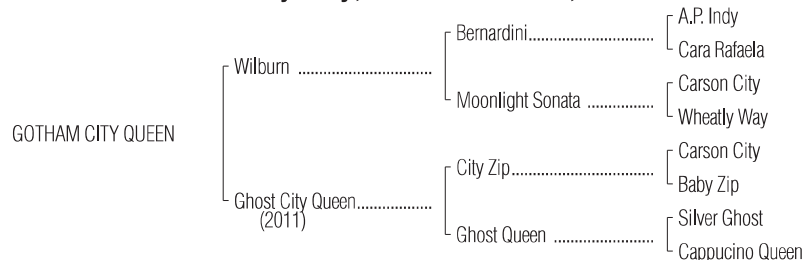 A.P. Indy
Bernardini
Cara Rafaela
Wilburn
Carson City
Moonlight Sonata
Wheatly Way
GOTHAM CITY QUEEN
Carson City
City Zip
Baby Zip
Ghost City Queen
(2011)
Silver Ghost
Ghost Queen
Cappucino Queen